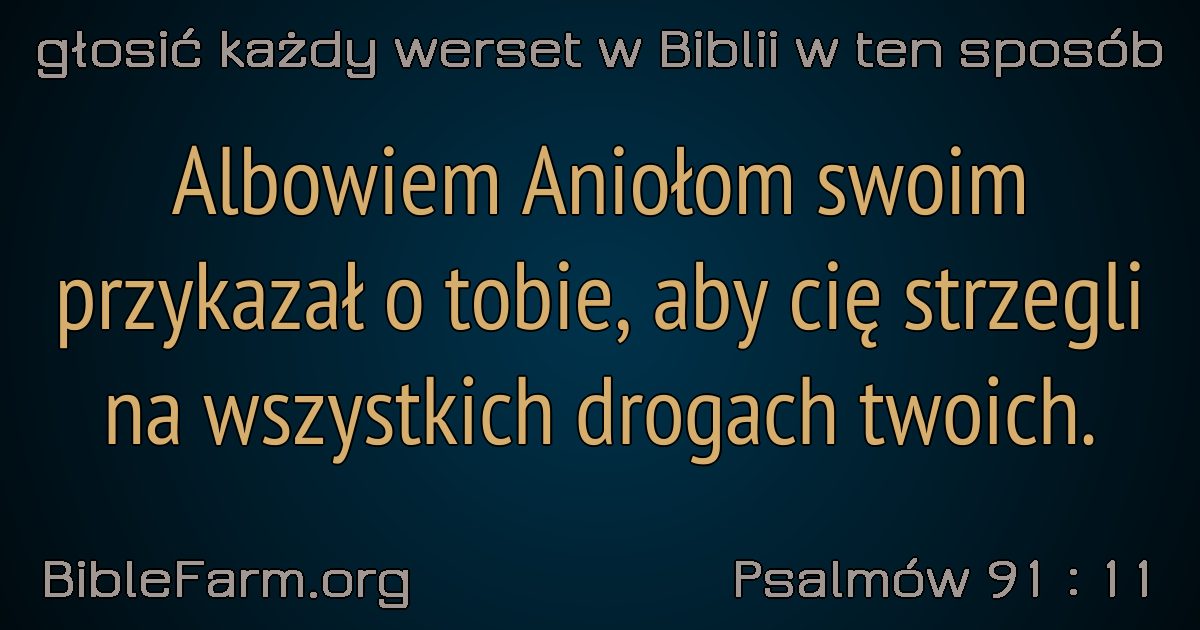 głosić każdy werset w Biblii w ten sposób
Albowiem Aniołom swoim
przykazał o tobie, aby cię strzegli
na wszystkich drogach twoich.
BibleFarm.org
Psalmów 91 : 11